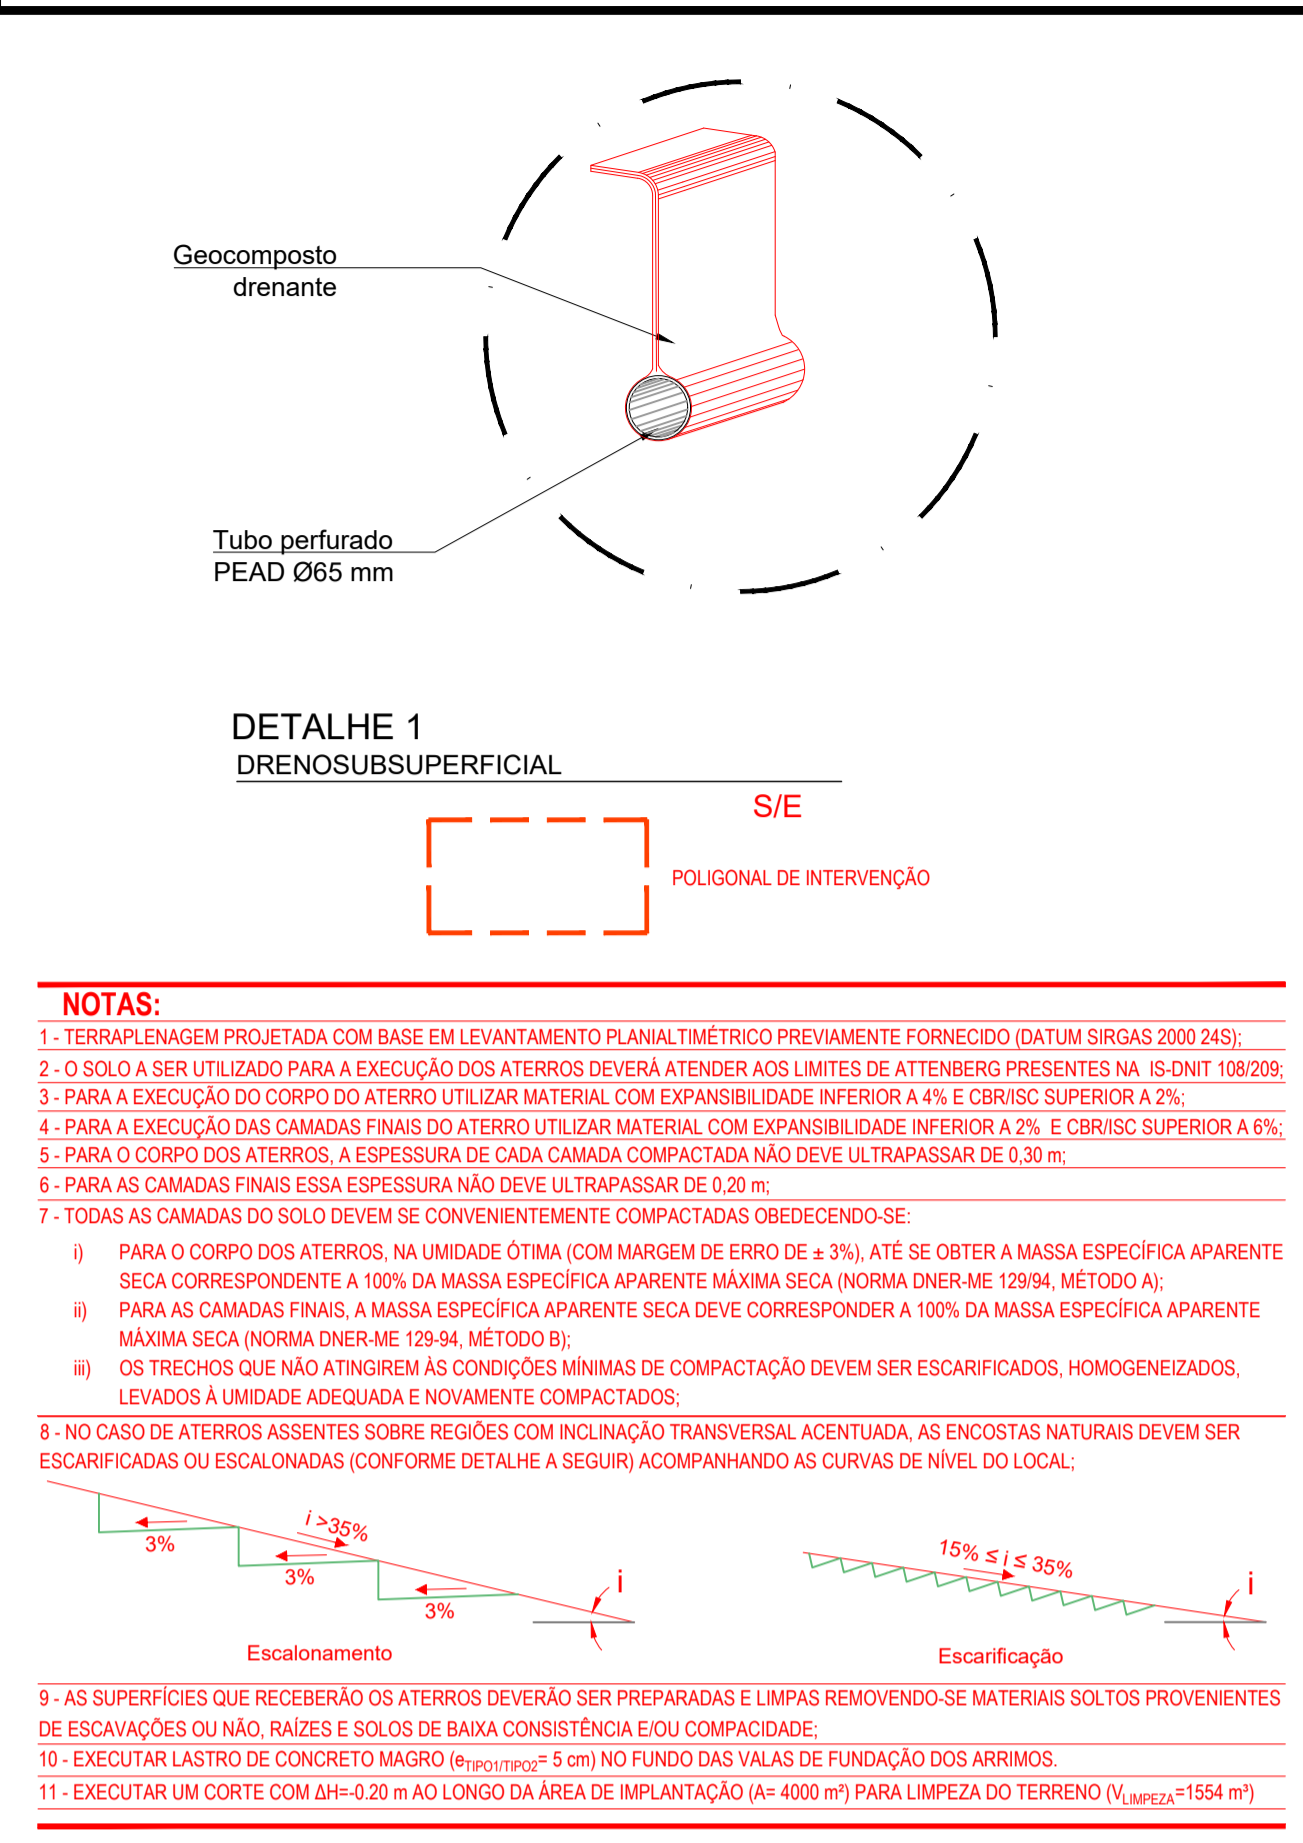 Geocomposto
drenante
Tubo perfurado
PEAD Ø65 mm
DETALHE 1
DRENOSUBSUPERFICIAL
S/E
POLIGONAL DE INTERVENÇÃO
NOTAS:
1 - TERRAPLENAGEM PROJETADA COM BASE EM LEVANTAMENTO PLANIALTIMÉTRICO PREVIAMENTE FORNECIDO (DATUM SIRGAS 2000 24S);
2 - O SOLO A SER UTILIZADO PARA A EXECUÇÃO DOS ATERROS DEVERÁ ATENDER AOS LIMITES DE ATTENBERG PRESENTES NA IS-DNIT 108/209;
3 - PARA A EXECUÇÃO DO CORPO DO ATERRO UTILIZAR MATERIAL COM EXPANSIBILIDADE INFERIOR A 4% E CBR/ISC SUPERIOR A 2%;
4 - PARA A EXECUÇÃO DAS CAMADAS FINAIS DO ATERRO UTILIZAR MATERIAL COM EXPANSIBILIDADE INFERIOR A 2% E CBR/ISC SUPERIOR A 6%;
5 - PARA O CORPO DOS ATERROS, A ESPESSURA DE CADA CAMADA COMPACTADA NÃO DEVE ULTRAPASSAR DE 0,30 m;
6 - PARA AS CAMADAS FINAIS ESSA ESPESSURA NÃO DEVE ULTRAPASSAR DE 0,20 m;
7 - TODAS AS CAMADAS DO SOLO DEVEM SE CONVENIENTEMENTE COMPACTADAS OBEDECENDO-SE:
i) PARA O CORPO DOS ATERROS, NA UMIDADE ÓTIMA (COM MARGEM DE ERRO DE ± 3%), ATÉ SE OBTER A MASSA ESPECÍFICA APARENTE
SECA CORRESPONDENTE A 100% DA MASSA ESPECÍFICA APARENTE MÁXIMA SECA (NORMA DNER-ME 129/94, MÉTODO A);
ii) PARA AS CAMADAS FINAIS, A MASSA ESPECÍFICA APARENTE SECA DEVE CORRESPONDER A 100% DA MASSA ESPECÍFICA APARENTE
MÁXIMA SECA (NORMA DNER-ME 129-94, MÉTODO B);
iii) OS TRECHOS QUE NÃO ATINGIREM ÀS CONDIÇÕES MÍNIMAS DE COMPACTAÇÃO DEVEM SER ESCARIFICADOS, HOMOGENEIZADOS,
LEVADOS À UMIDADE ADEQUADA E NOVAMENTE COMPACTADOS;
8 - NO CASO DE ATERROS ASSENTES SOBRE REGIÕES COM INCLINAÇÃO TRANSVERSAL ACENTUADA, AS ENCOSTAS NATURAIS DEVEM SER
ESCARIFICADAS OU ESCALONADAS (CONFORME DETALHE A SEGUIR) ACOMPANHANDO AS CURVAS DE NÍVEL DO LOCAL;
i >35%
3%
3%
3%
i
Escalonamento
15% ≤ i ≤ 35%
i
Escarificação
9 - AS SUPERFÍCIES QUE RECEBERÃO OS ATERROS DEVERÃO SER PREPARADAS E LIMPAS REMOVENDO-SE MATERIAIS SOLTOS PROVENIENTES
DE ESCAVAÇÕES OU NÃO, RAÍZES E SOLOS DE BAIXA CONSISTÊNCIA E/OU COMPACIDADE;
10 - EXECUTAR LASTRO DE CONCRETO MAGRO (eTIPO1/TIPO2= 5 cm) NO FUNDO DAS VALAS DE FUNDAÇÃO DOS ARRIMOS.
11 - EXECUTAR UM CORTE COM ΔH=-0.20 m AO LONGO DA ÁREA DE IMPLANTAÇÃO (A= 4000 m²) PARA LIMPEZA DO TERRENO (VLIMPEZA=1554 m³)